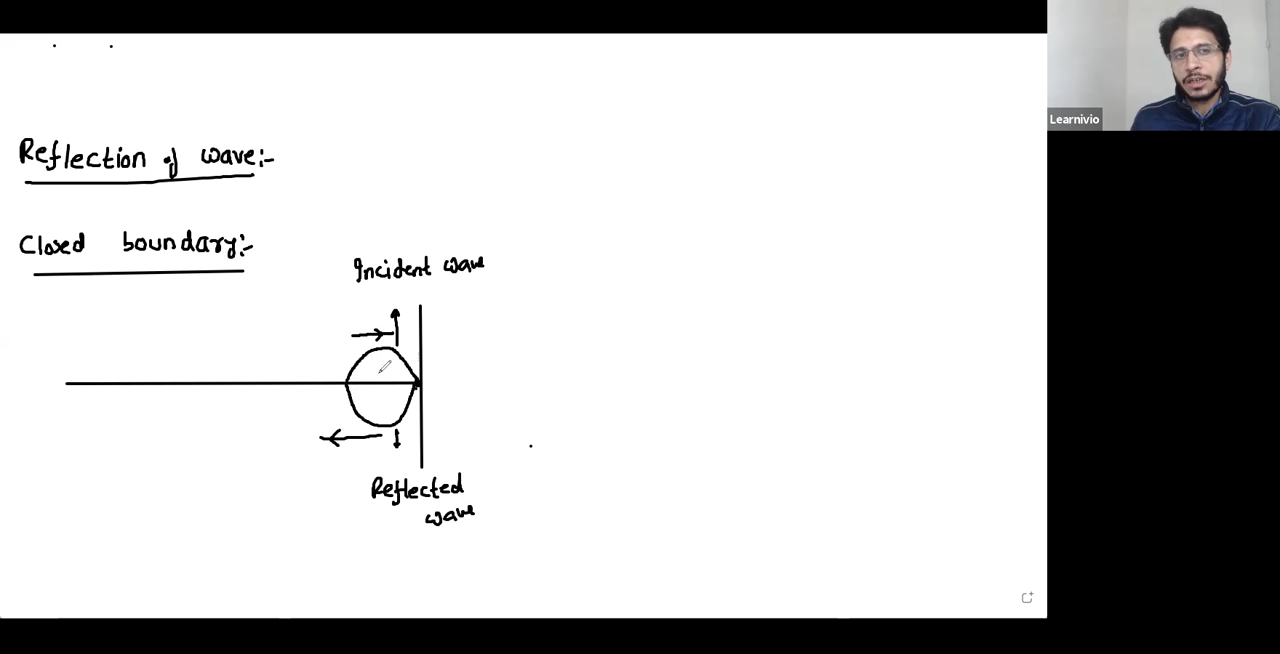 Reflection of wave:-
Closed boundary:-
Incident wave
Reflected
wave
Learnivio